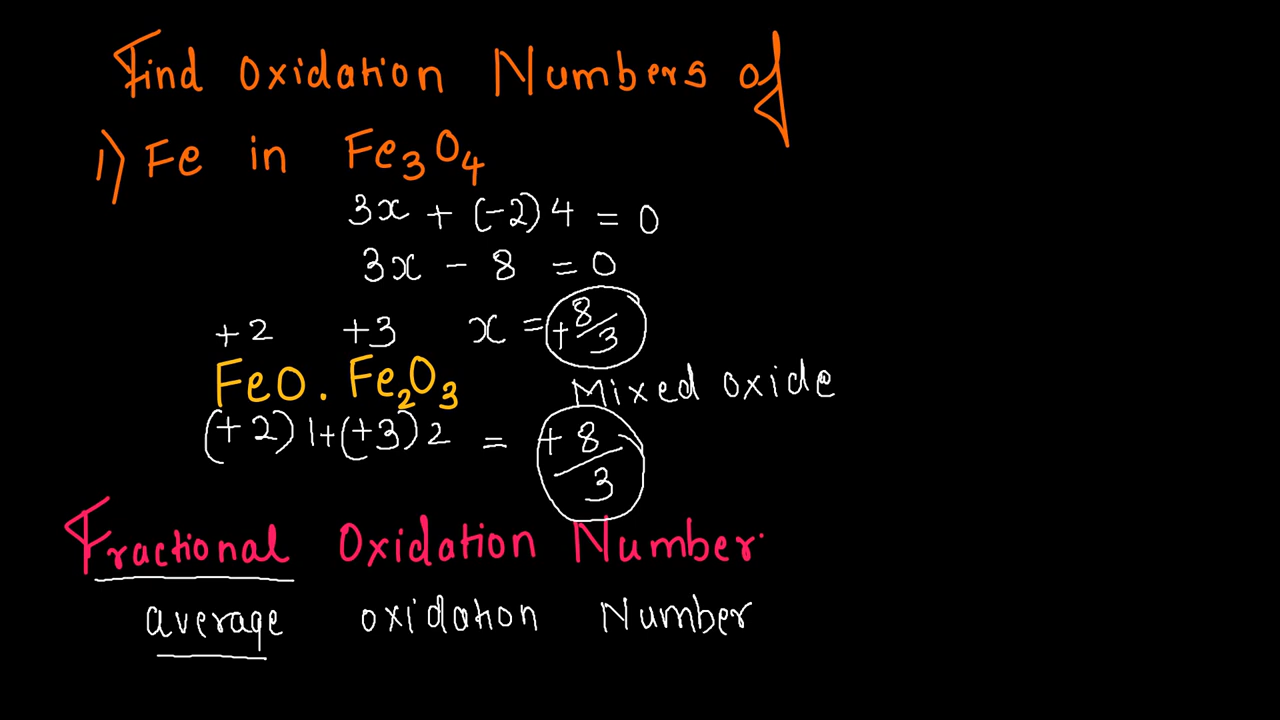 Find Oxidation Numbers of
1) Fe in Fe₃O₄
3x + (-2)4 = 0
3x - 8 = 0
+2 +3 x = +8/3
FeO . Fe₂O₃ Mixed oxide
(+2)1+(+3)2 = +8/3
Fractional Oxidation Number
average oxidation Number